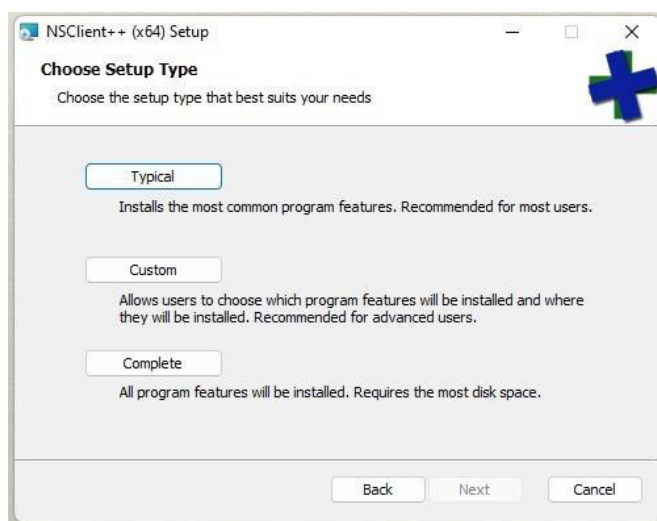 NSClient++ (x64) Setup
Choose Setup Type
Choose the setup type that best suits your needs
Typical
Installs the most common program features. Recommended for most users.
Custom
Allows users to choose which program features will be installed and where
they will be installed. Recommended for advanced users.
Complete
All program features will be installed. Requires the most disk space.
Back
Next
Cancel